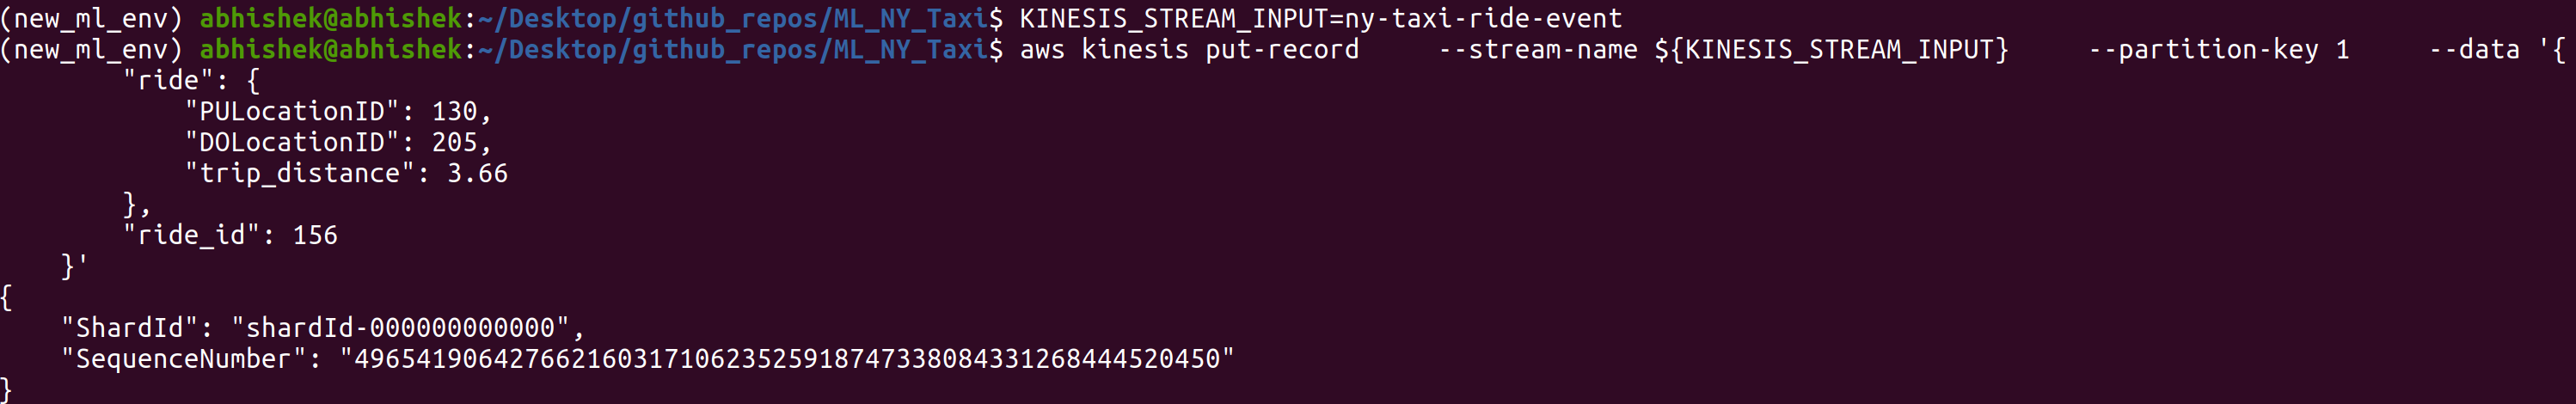 (new_ml_env) abhishek@abhishek:~/Desktop/github_repos/ML_NY_Taxi$ KINESIS_STREAM_INPUT=ny-taxi-ride-event
(new_ml_env) abhishek@abhishek:~/Desktop/github_repos/ML_NY_Taxi$ aws kinesis put-record     --stream-name ${KINESIS_STREAM_INPUT}     --partition-key 1     --data '{
        "ride": {
            "PULocationID": 130,
            "DOLocationID": 205,
            "trip_distance": 3.66
        },
        "ride_id": 156
    }'
{
    "ShardId": "shardId-000000000000",
    "SequenceNumber": "49654190642766216031710623525918747338084331268444520450"
}